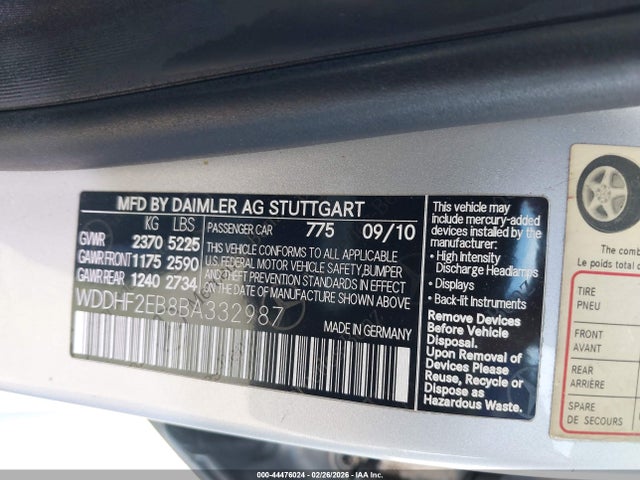 MFD BY DAIMLER AG STUTTGART
KG LBS
GVWR 2370 5225
GAWR FRONT 1175 2590
GAWR REAR 1240 2734
PASSENGER CAR 775 09/10
THIS VEHICLE CONFORMS TO ALL APPLICABLE
U.S. FEDERAL MOTOR VEHICLE SAFETY, BUMPER
AND THEFT PREVENTION STANDARDS IN
EFFECT ON THE DATE OF
MANUFACTURE SHOWN ABOVE.
WDDHF2EB8BA332987
MADE IN GERMANY
This vehicle may
include mercury-added
devices installed by the
manufacturer:
• High Intensity
Discharge Headlamps
• Displays
• Back-lit Instruments
Remove Devices
Before Vehicle
Disposal.
Upon Removal of
Devices Please
Reuse, Recycle or
Dispose as
Hazardous Waste.
The combined
Le poids total
TIRE
PNEU
FRONT
AVANT
REAR
ARRIÈRE
SPARE
DE SECOURS
000-44476024 | 02/26/2026 - IAAI.COM